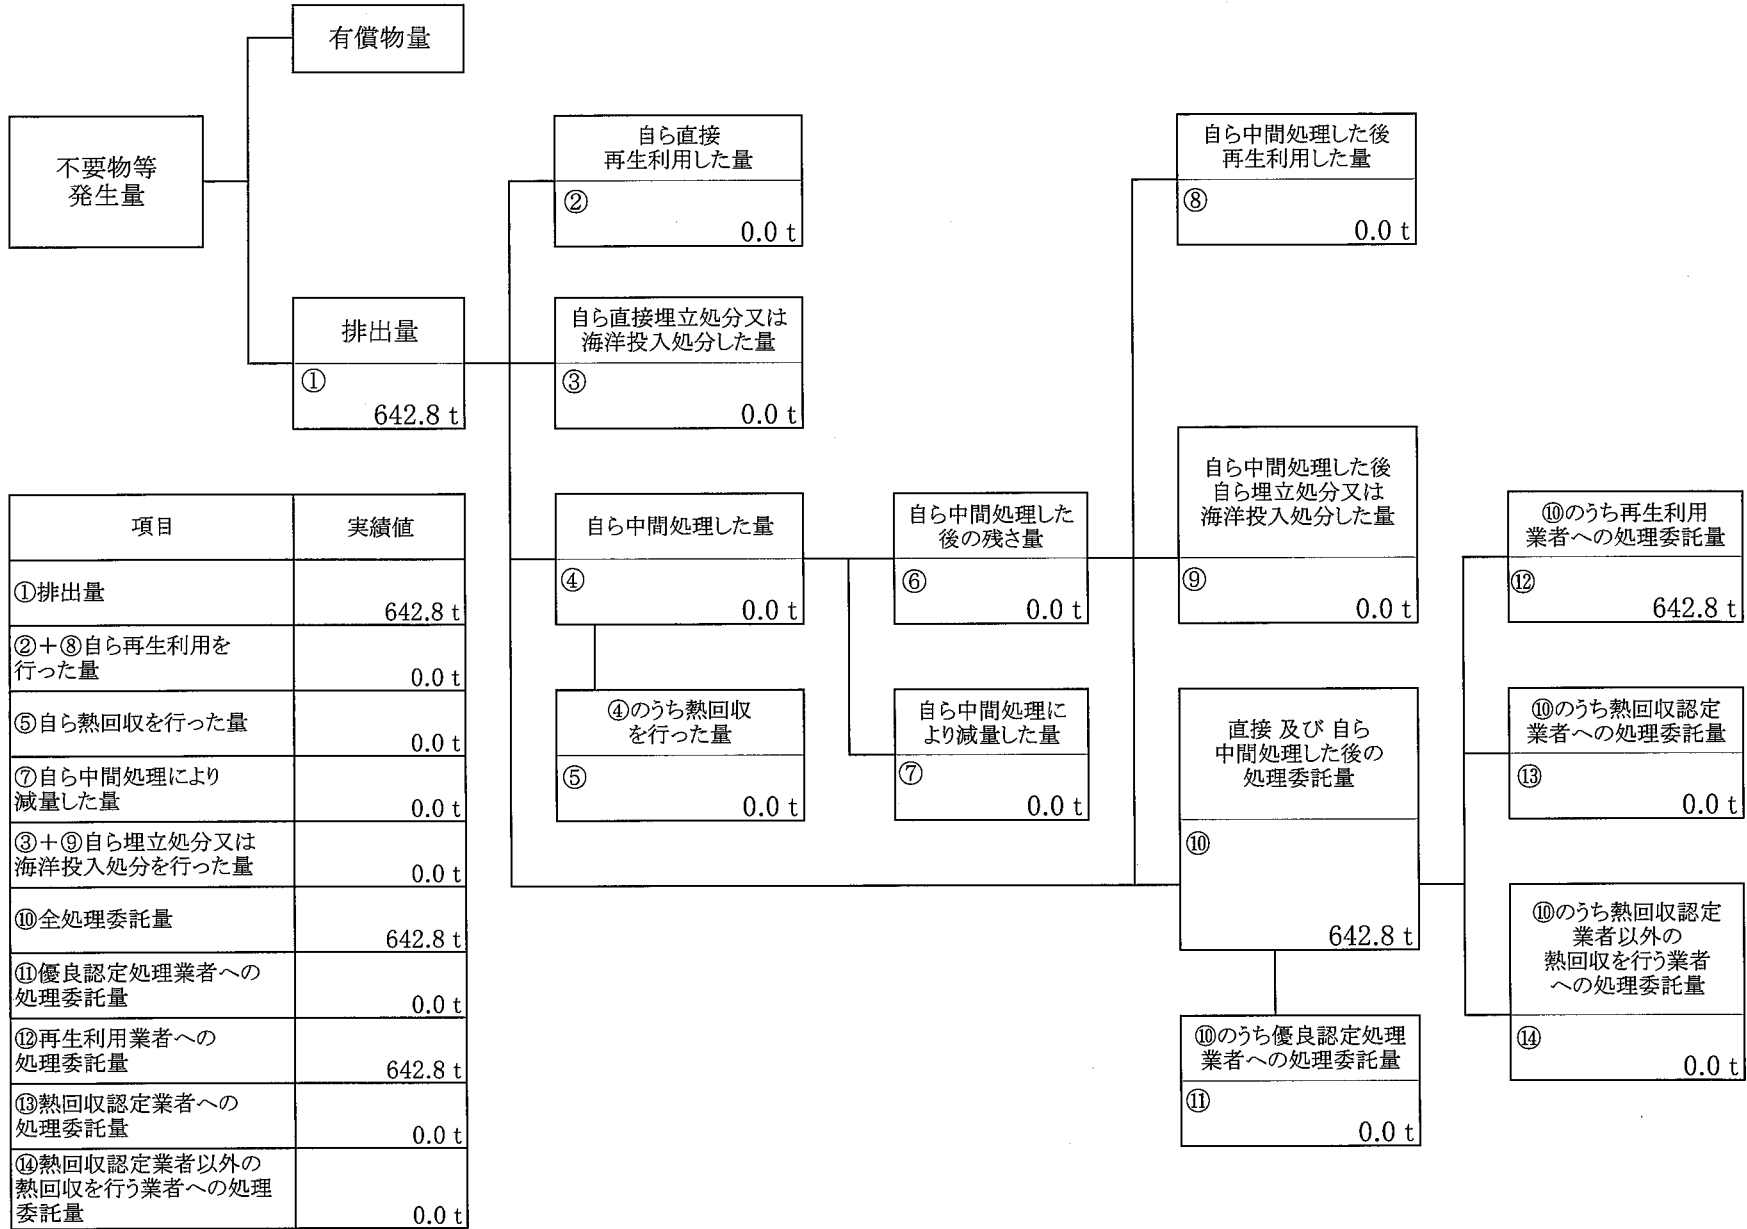 有償物量
不要物等
発生量
自ら直接
再生利用した量
②
0.0 t
自ら中間処理した後
再生利用した量
⑧
0.0 t
排出量
①
642.8 t
自ら直接埋立処分又は
海洋投入処分した量
③
0.0 t
自ら中間処理した量
④
0.0 t
自ら中間処理した
後の残さ量
⑥
0.0 t
自ら中間処理した後
自ら埋立処分又は
海洋投入処分した量
⑨
0.0 t
⑩のうち再生利用
業者への処理委託量
⑫
642.8 t
④のうち熱回収
を行った量
⑤
0.0 t
自ら中間処理に
より減量した量
⑦
0.0 t
直接 及び 自ら
中間処理した後の
処理委託量
⑩
642.8 t
⑩のうち熱回収認定
業者への処理委託量
⑬
0.0 t
⑩のうち熱回収認定
業者以外の
熱回収を行う業者
への処理委託量
⑭
0.0 t
⑩のうち優良認定処理
業者への処理委託量
⑪
0.0 t
項目 実績値
①排出量
642.8 t
②＋⑧自ら再生利用を
行った量
0.0 t
⑤自ら熱回収を行った量
0.0 t
⑦自ら中間処理により
減量した量
0.0 t
③＋⑨自ら埋立処分又は
海洋投入処分を行った量
0.0 t
⑩全処理委託量
642.8 t
⑪優良認定処理業者への
処理委託量
0.0 t
⑫再生利用業者への
処理委託量
642.8 t
⑬熱回収認定業者への
処理委託量
0.0 t
⑭熱回収認定業者以外の
熱回収を行う業者への処理
委託量
0.0 t